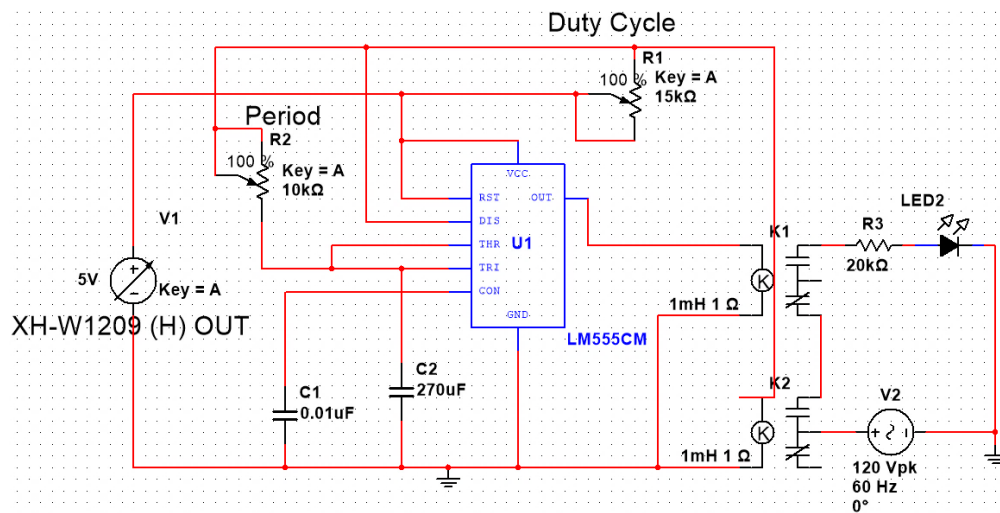 Duty Cycle
R1
100 %
Key = A
15kΩ
Period
R2
100 %
Key = A
10kΩ
VCC
RST
OUT
DIS
THR
U1
TRI
CON
GND
LM555CM
V1
5V
+
−
Key = A
XH-W1209 (H) OUT
C1
0.01uF
C2
270uF
K1
K
1mH 1 Ω
K2
K
1mH 1 Ω
R3
20kΩ
LED2
V2
120 Vpk
60 Hz
0°